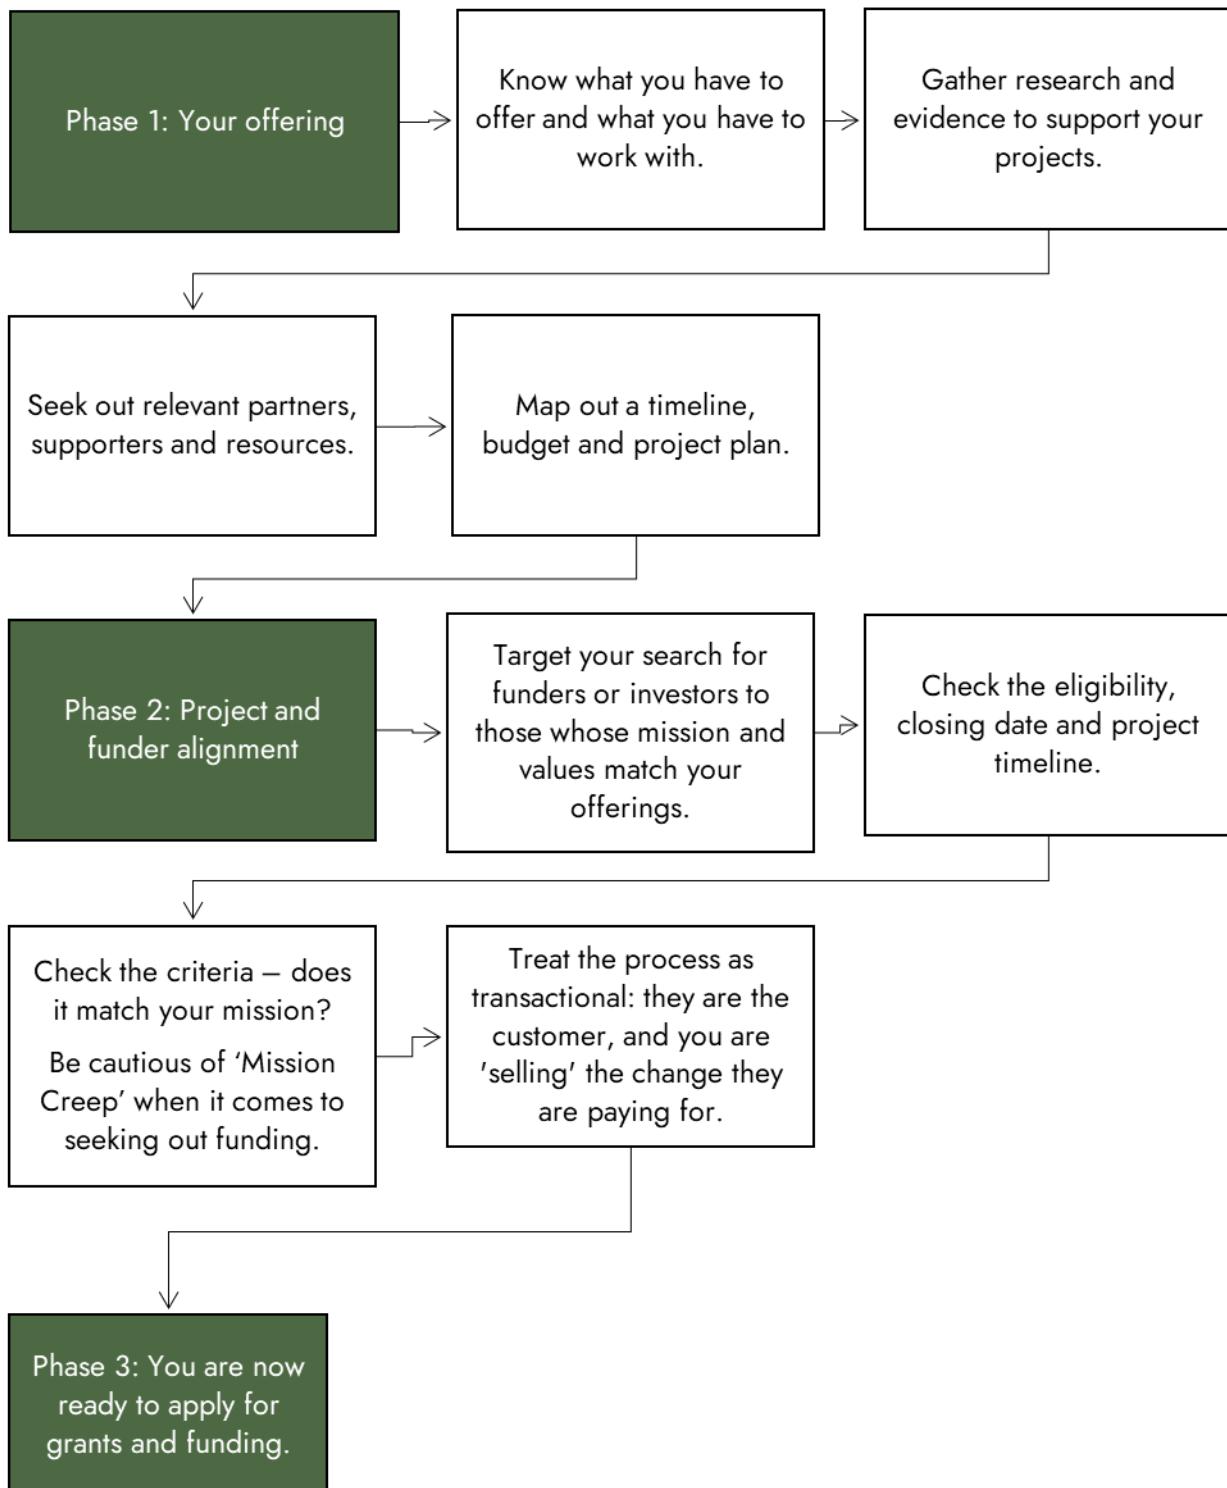 Phase 1: Your offering
Know what you have to
offer and what you have to
work with.
Gather research and
evidence to support your
projects.
Seek out relevant partners,
supporters and resources.
Map out a timeline,
budget and project plan.
Phase 2: Project and
funder alignment
Target your search for
funders or investors to
those whose mission and
values match your
offerings.
Check the eligibility,
closing date and project
timeline.
Check the criteria – does
it match your mission?
Be cautious of ‘Mission
Creep’ when it comes to
seeking out funding.
Treat the process as
transactional: they are the
customer, and you are
'selling' the change they
are paying for.
Phase 3: You are now
ready to apply for
grants and funding.